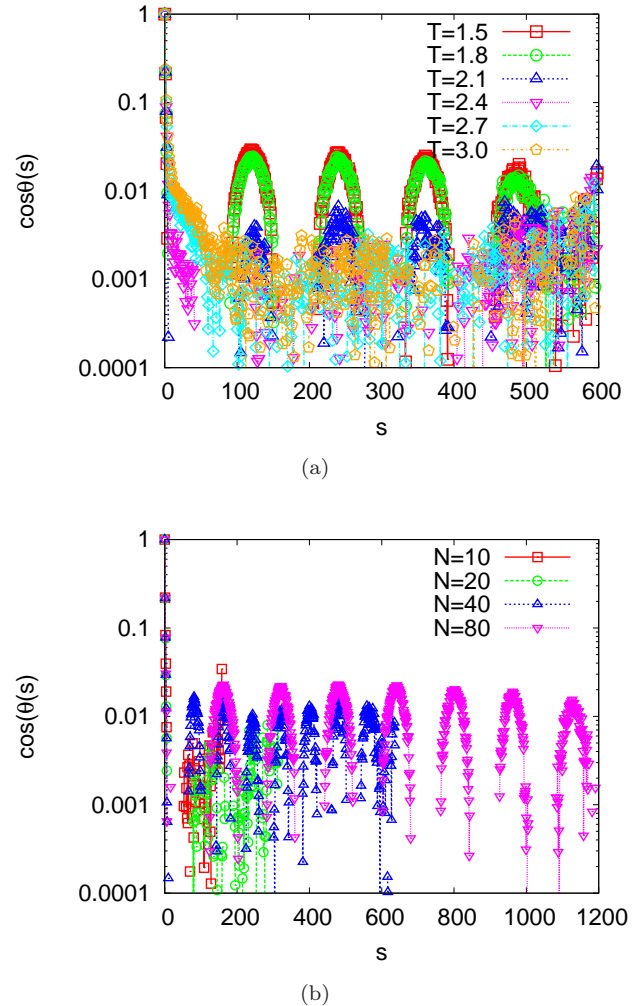 1
T=1.5
T=1.8
0.1
T=2.1
T=2.4
T=2.7
T=3.0
cosθ(s)
0.01
0.001
0.0001
0 100 200 300 400 500 600
s
(a)
1
N=10
N=20
0.1
N=40
N=80
cos(θ(s)
0.01
0.001
0.0001
0 200 400 600 800 1000 1200
s
(b)